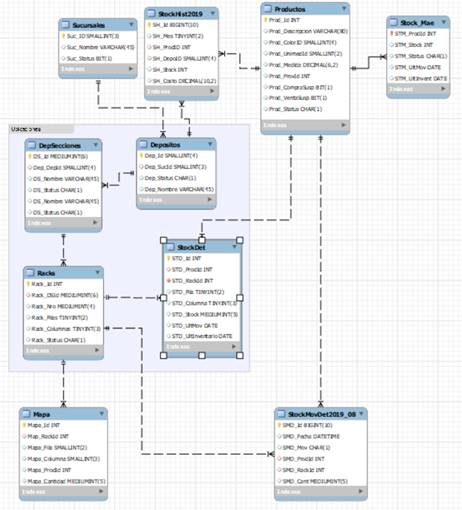 Sucursales
Suc_ID SMALLINT(3)
Suc_Nombre VARCHAR(45)
Suc_Status BIT(1)
Indexes
StockHist2019
SH_Id BIGINT(10)
SH_Mes TINYINT(2)
SH_ProdID INT
SH_DepoID SMALLINT(4)
SH_Stock INT
SH_Costo DECIMAL(10,2)
Indexes
Productos
Prod_Id INT
Prod_Descripcion VARCHAR(80)
Prod_ColorID SMALLINT(4)
Prod_UnimedId SMALLINT(2)
Prod_Medida DECIMAL(6,2)
Prod_ProvId INT
Prod_CompraSusp BIT(1)
Prod_VentaSusp BIT(1)
Prod_Status CHAR(1)
Indexes
Stock_Mae
STM_ProdId INT
STM_Stock INT
STM_Status CHAR(1)
STM_UltMov DATE
STM_UltInvent DATE
Indexes
DepSecciones
DS_Id MEDIUMINT(6)
Dep_DepId SMALLINT(4)
DS_Nombre VARCHAR(45)
DS_Status CHAR(1)
DS_Nombre VARCHAR(45)
DS_Status CHAR(1)
Indexes
Depositos
Dep_Id SMALLINT(4)
Dep_SucId SMALLINT(3)
Dep_Status CHAR(1)
Dep_Nombre VARCHAR(45)
Indexes
Racks
Rack_Id INT
Rack_DSId MEDIUMINT(6)
Rack_Nro MEDIUMINT(4)
Rack_Filas TINYINT(2)
Rack_Columnas TINYINT(3)
Rack_Status CHAR(1)
Indexes
StockDet
STD_Id INT
STD_ProdId INT
STD_RackId INT
STD_Fila TINYINT(2)
STD_Columna TINYINT(3)
STD_Stock MEDIUMINT(5)
STD_UltMov DATE
STD_UltInventario DATE
Indexes
Mapa
Mapa_Id INT
Map_RackId INT
Mapa_Fila SMALLINT(2)
Mapa_Columna SMALLINT(3)
Mapa_ProdId INT
Mapa_Cantidad MEDIUMINT(5)
Indexes
StockMovDet2019_08
SMD_Id BIGINT(10)
SMD_Fecha DATETIME
SMD_Mov CHAR(1)
SMD_ProdId INT
SMD_RackId INT
SMD_Cant MEDIUMINT(5)
Indexes